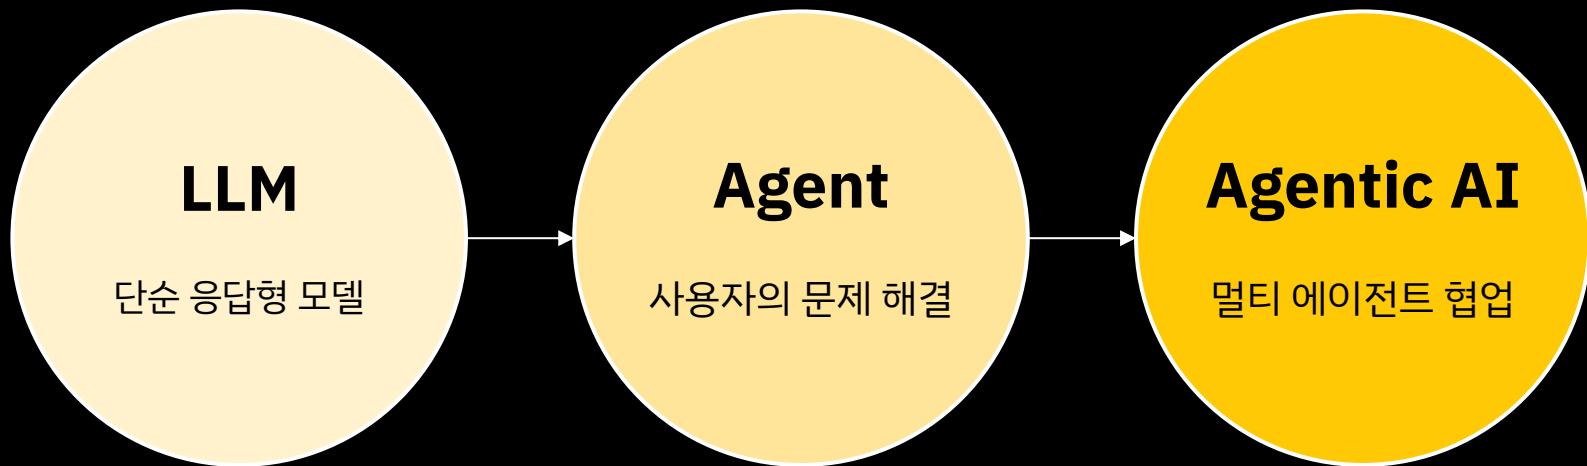 LLM
단순 응답형 모델
Agent
사용자의 문제 해결
Agentic AI
멀티 에이전트 협업